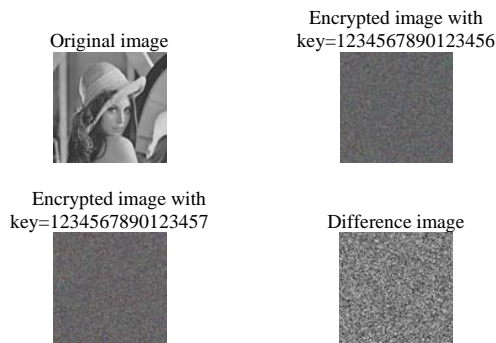 Original image
Encrypted image with
key=1234567890123456
Encrypted image with
key=1234567890123457
Difference image